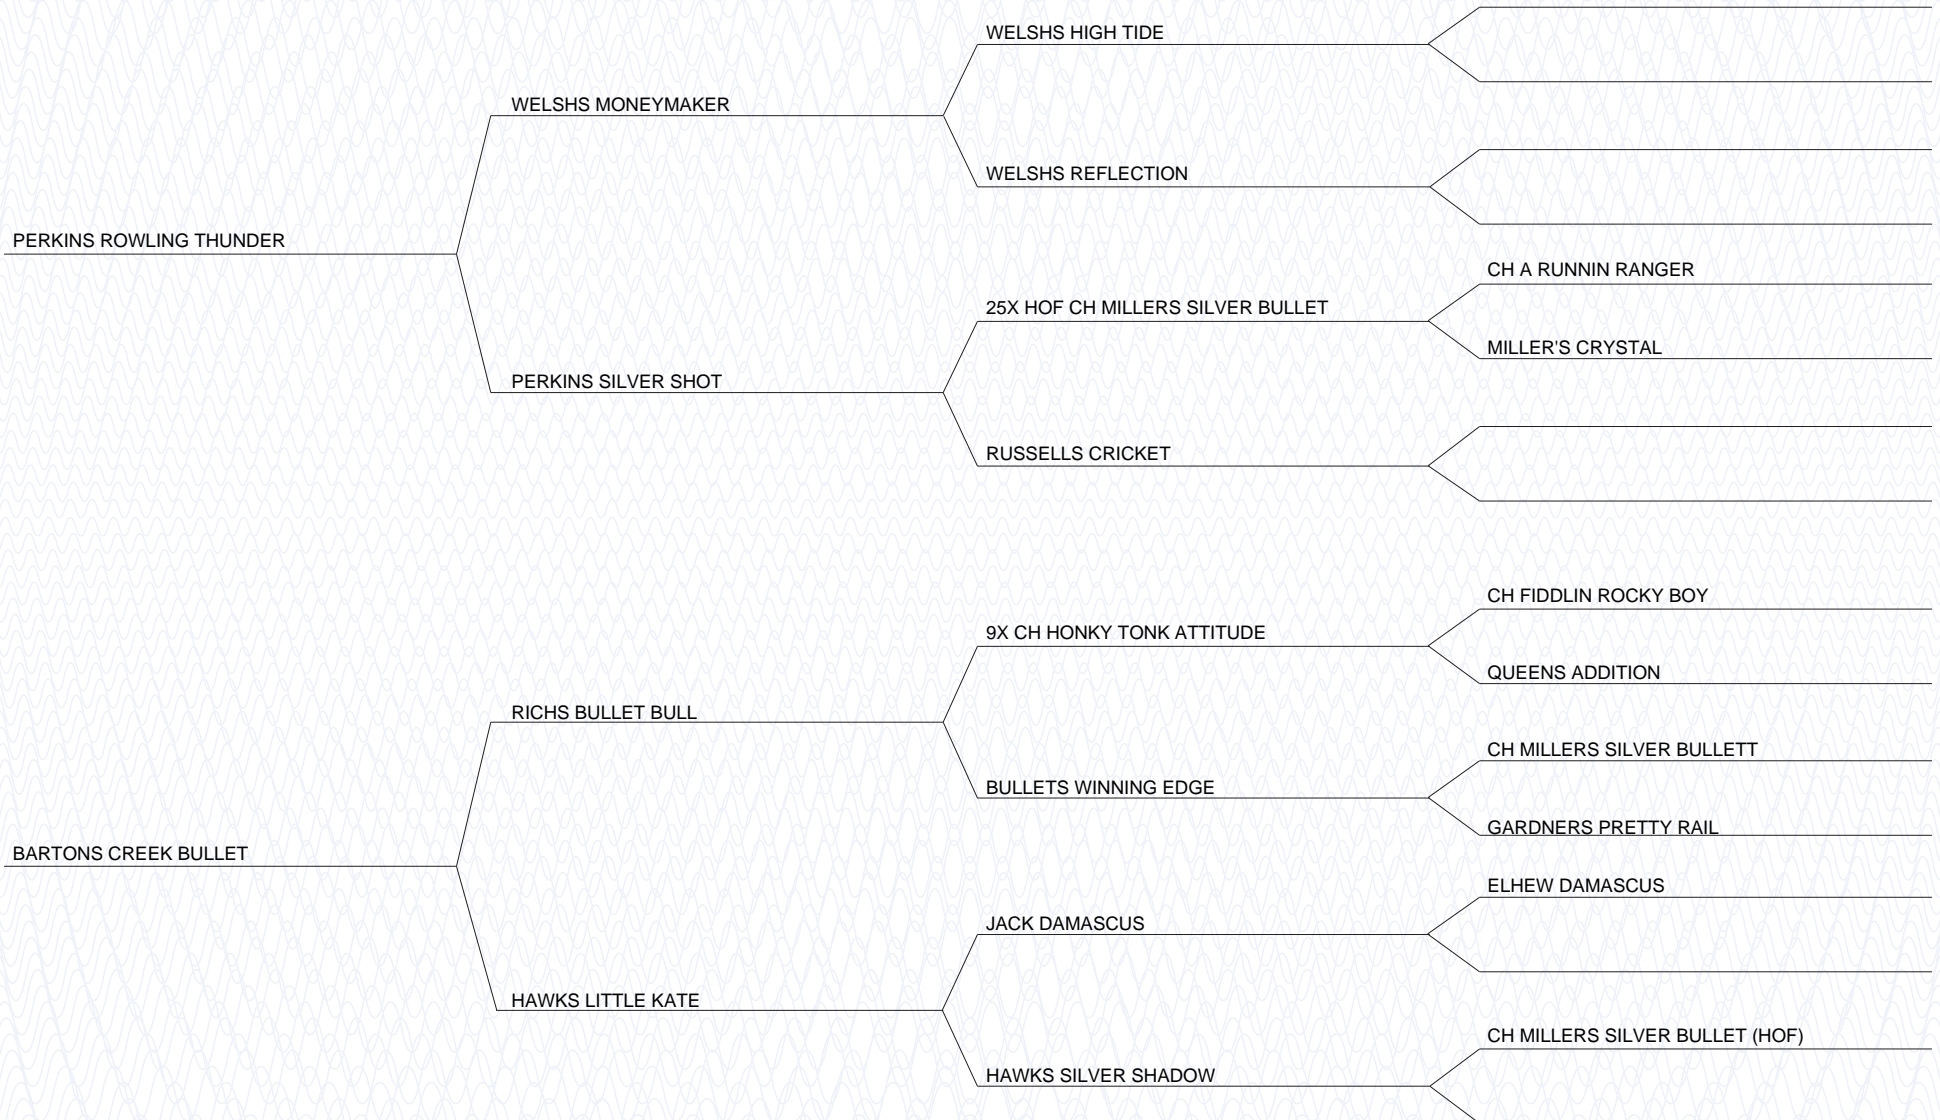 WELSHS HIGH TIDE
WELSHS MONEYMAKER
WELSHS REFLECTION
PERKINS ROWLING THUNDER
CH A RUNNIN RANGER
25X HOF CH MILLERS SILVER BULLET
MILLER'S CRYSTAL
PERKINS SILVER SHOT
RUSSELLS CRICKET
CH FIDDLIN ROCKY BOY
9X CH HONKY TONK ATTITUDE
QUEENS ADDITION
RICHS BULLET BULL
CH MILLERS SILVER BULLETT
BULLETS WINNING EDGE
GARDNERS PRETTY RAIL
BARTONS CREEK BULLET
ELHEW DAMASCUS
JACK DAMASCUS
HAWKS LITTLE KATE
CH MILLERS SILVER BULLET (HOF)
HAWKS SILVER SHADOW